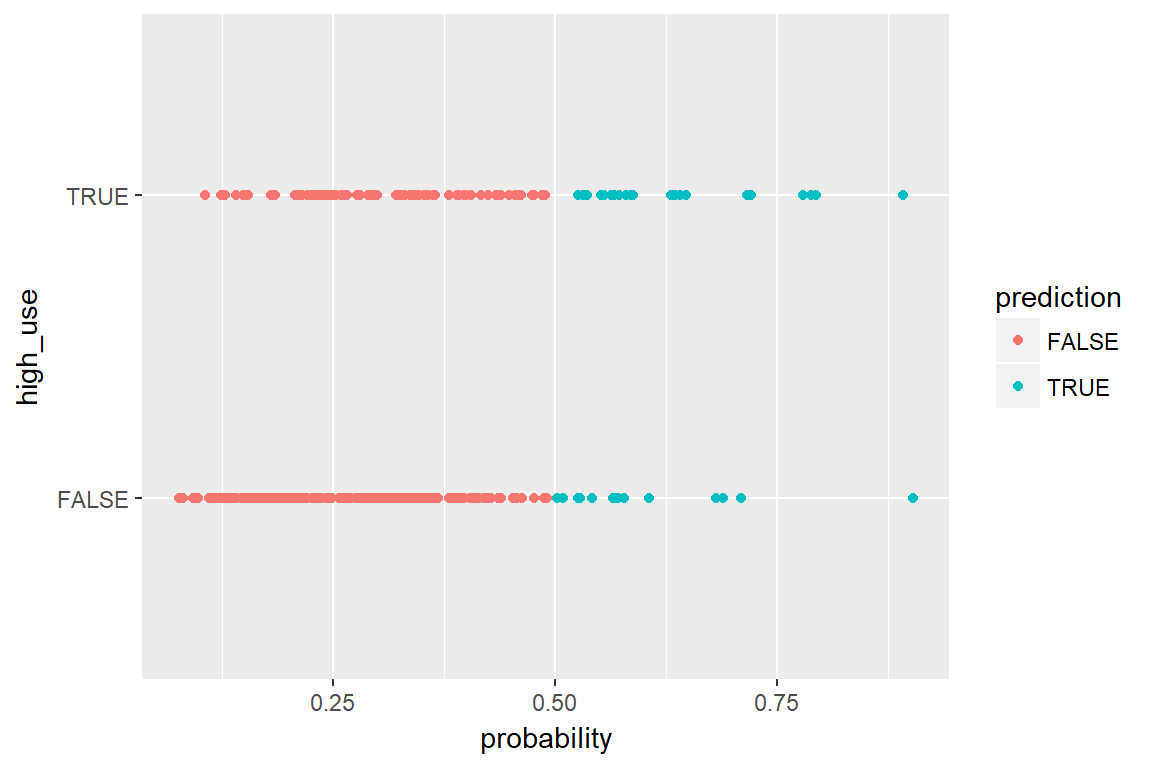 high_use
TRUE
FALSE
0.25 0.50 0.75
probability
prediction
FALSE
TRUE